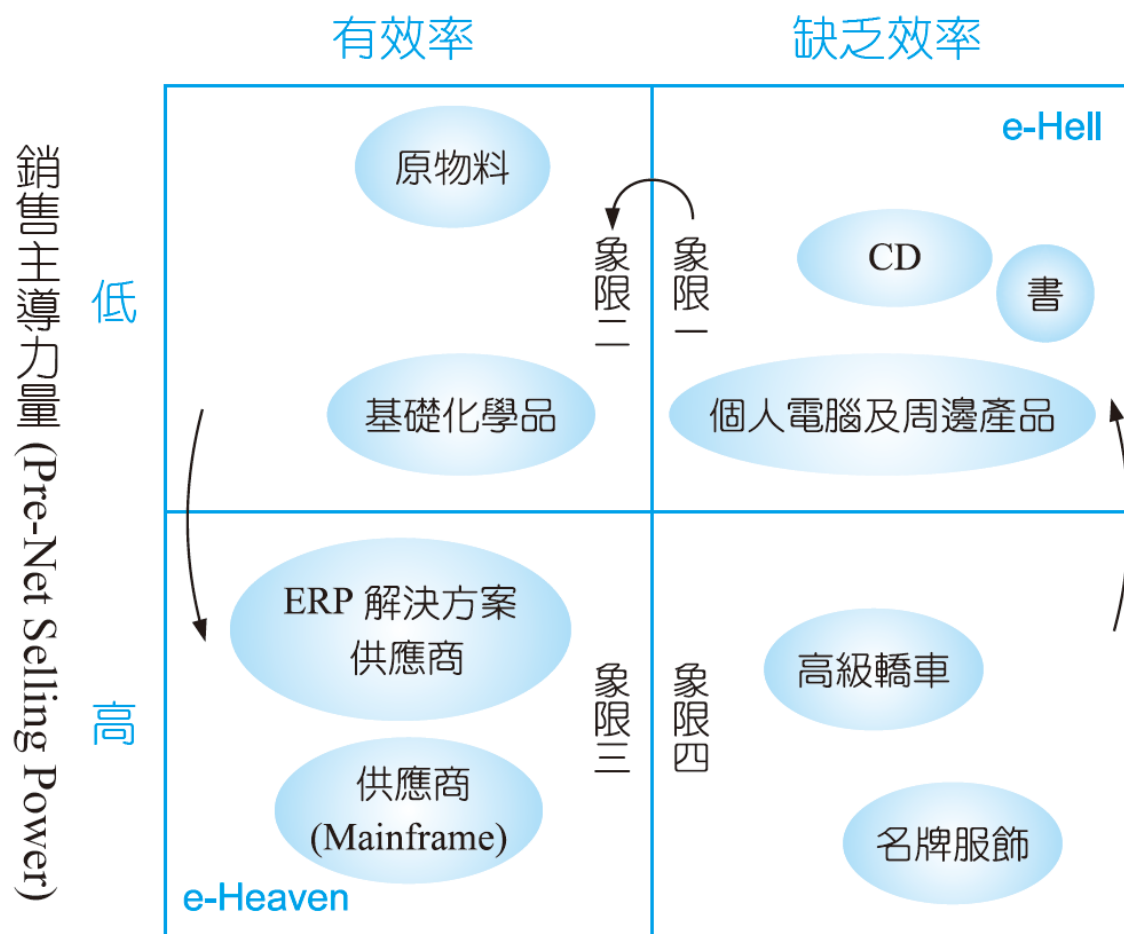 有效率
缺乏效率
銷售主導力量 (Pre-Net Selling Power)
低
高
e-Hell
原物料
象限二
象限一
CD
書
基礎化學品
個人電腦及周邊產品
ERP 解決方案
供應商
象限三
象限四
高級轎車
供應商
(Mainframe)
名牌服飾
e-Heaven